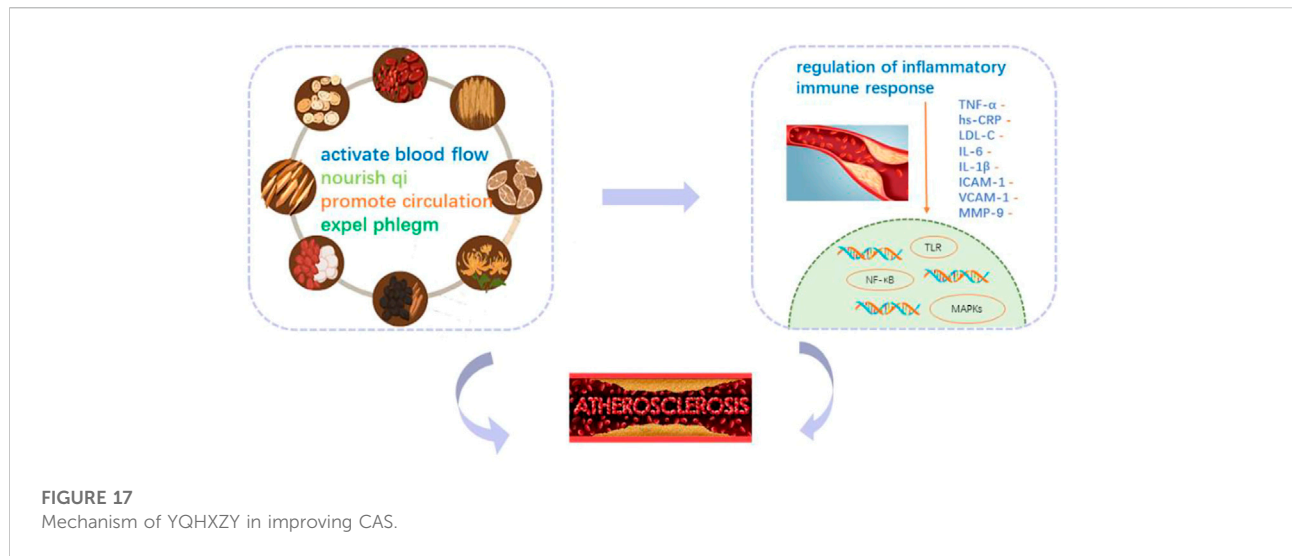 activate blood flow
nourish qi
promote circulation
expel phlegm
regulation of inflammatory
immune response
TNF-α -
hs-CRP -
LDL-C -
IL-6 -
IL-1β -
ICAM-1 -
VCAM-1 -
MMP-9 -
TLR
NF-κB
MAPKs
ATHEROSCLEROSIS
FIGURE 17
Mechanism of YQHXZY in improving CAS.